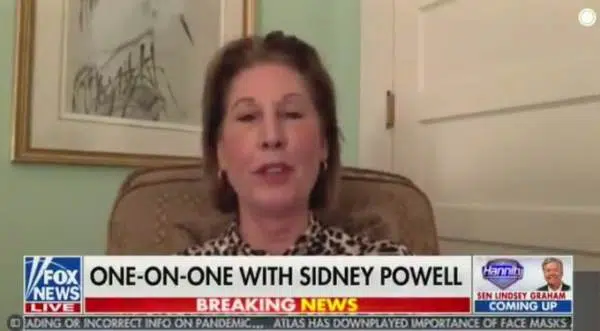 FOX
NEWS
LIVE
ONE-ON-ONE WITH SIDNEY POWELL
BREAKING NEWS
Hannity
SEN LINDSEY GRAHAM
COMING UP
ADING OR INCORRECT INFO ON PANDEMIC... ATLAS HAS DOWNPLAYED IMPORTANCE OF FACE MASKS